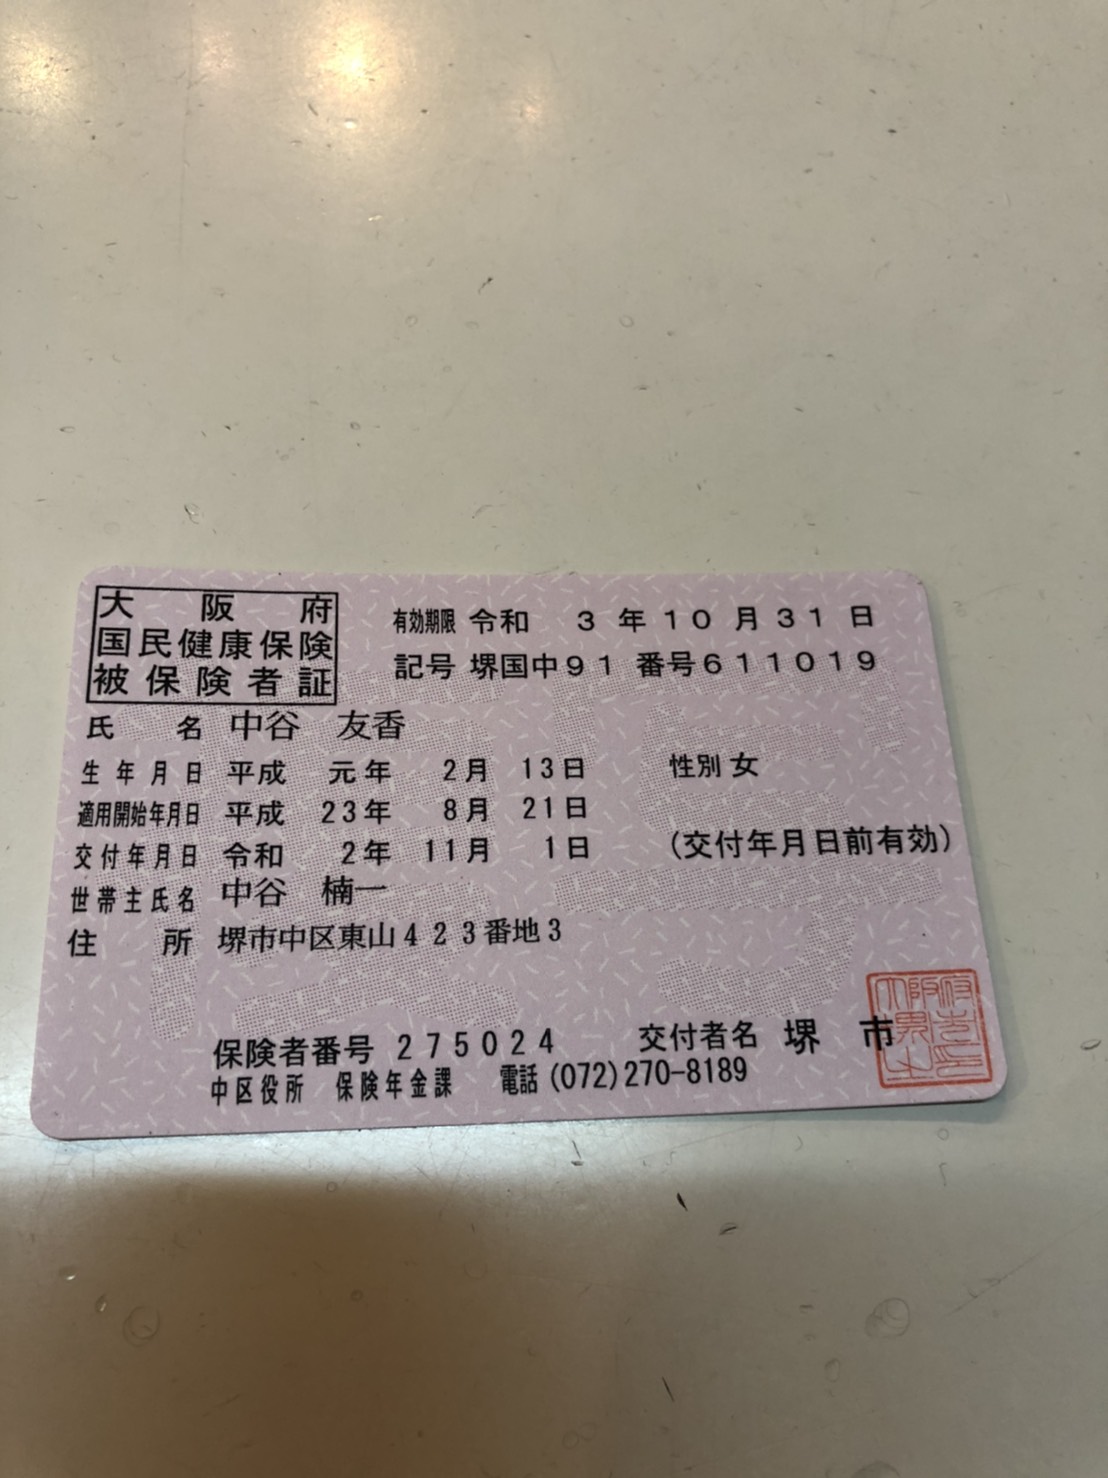 大阪府
国民健康保険
被保険者証
有効期限 令和 3年10月31日
記号 堺国中91 番号611019
氏名 中谷 友香
生年月日 平成 元年 2月 13日 性別 女
適用開始年月日 平成 23年 8月 21日
交付年月日 令和 2年 11月 1日 (交付年月日前有効)
世帯主氏名 中谷 楠一
住所 堺市中区東山423番地3
保険者番号 275024 交付者名 堺市
中区役所 保険年金課 電話 (072)270-8189